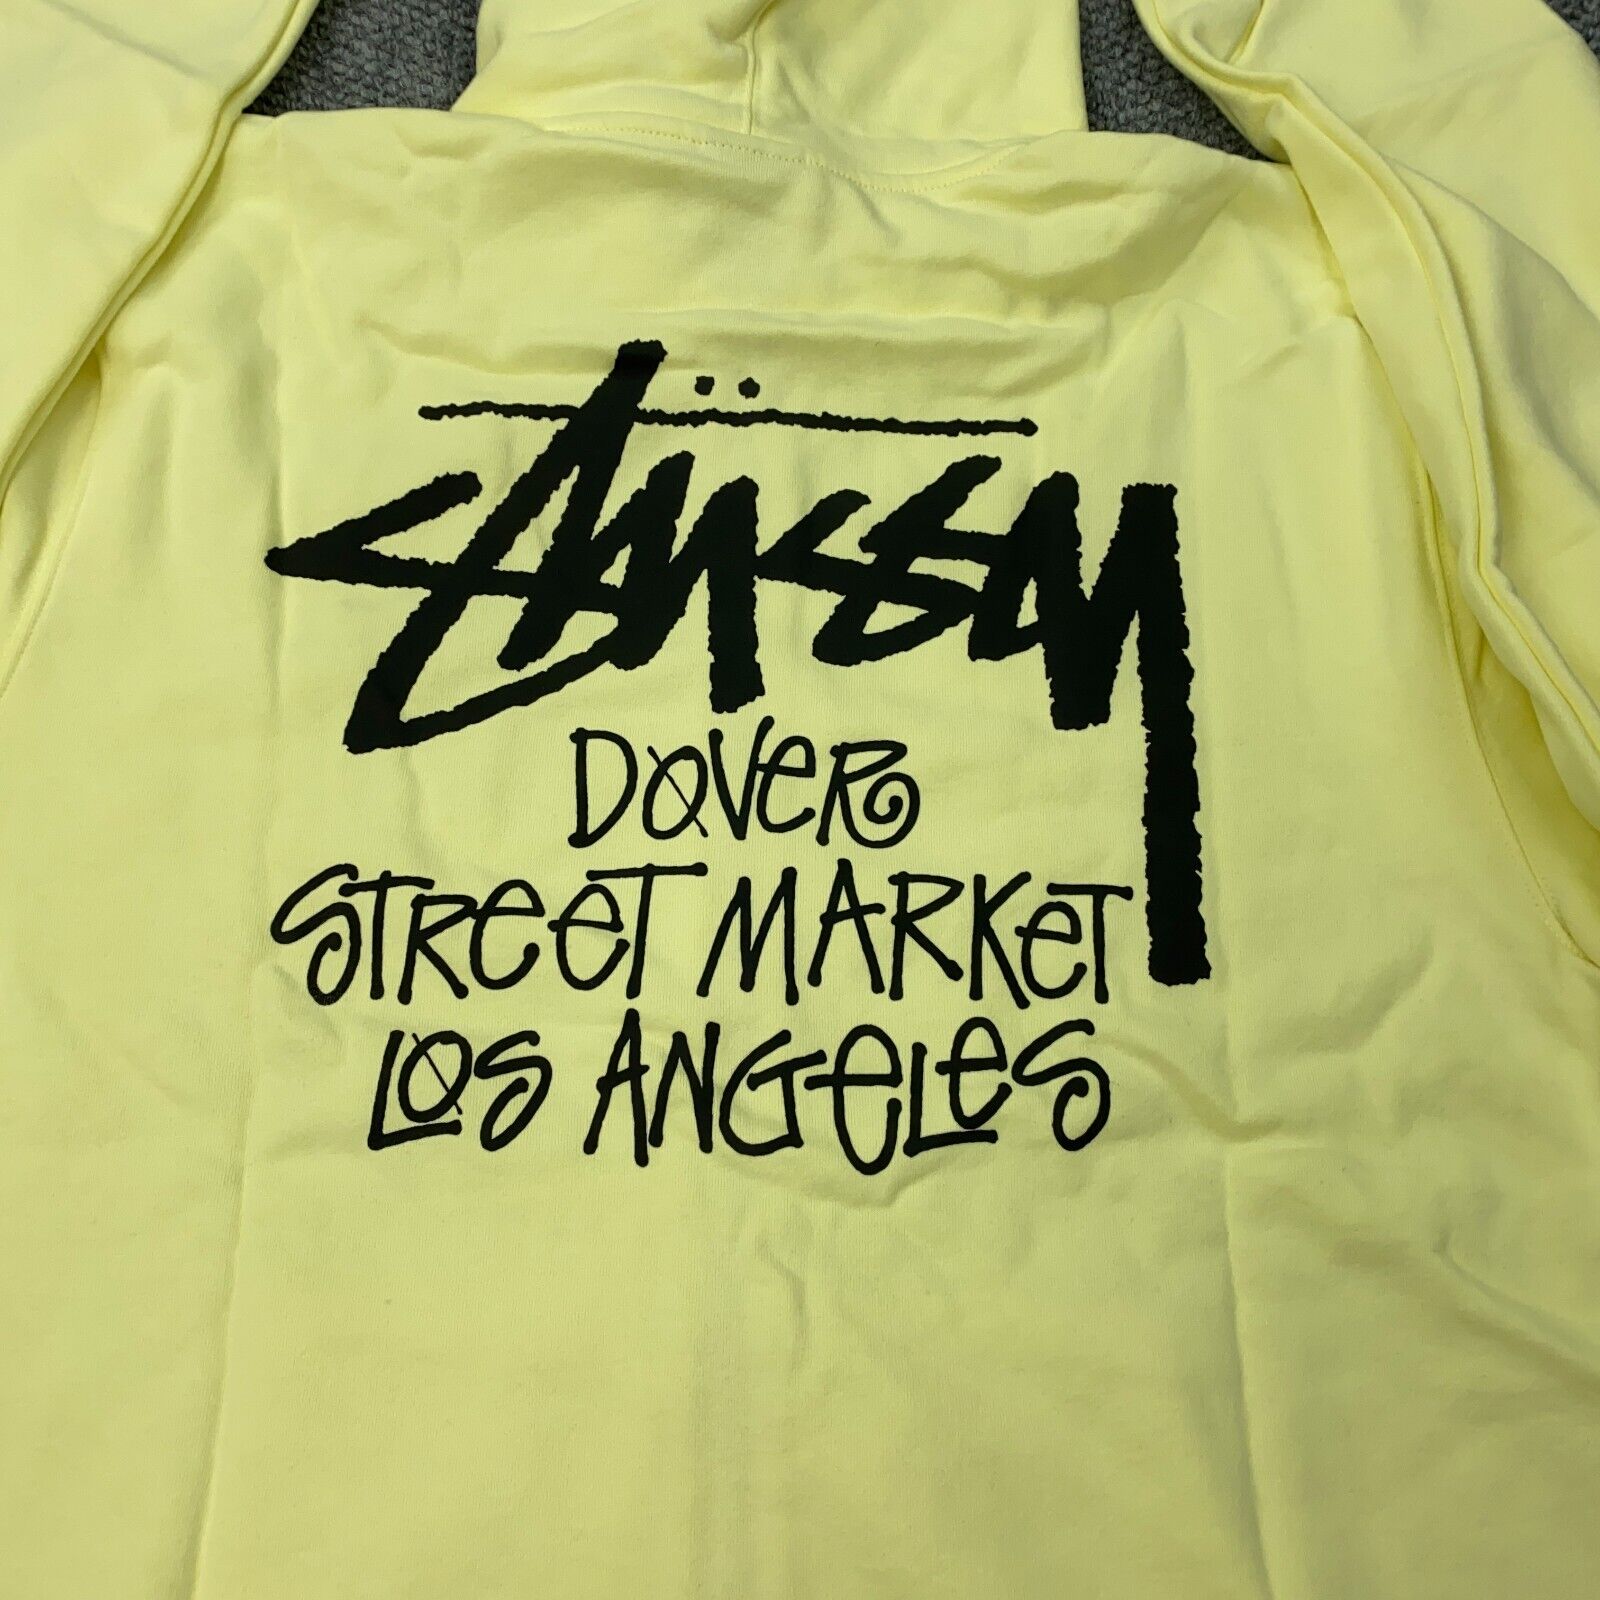 Stüssy
DOVER
STREET MARKET
LOS ANGELES